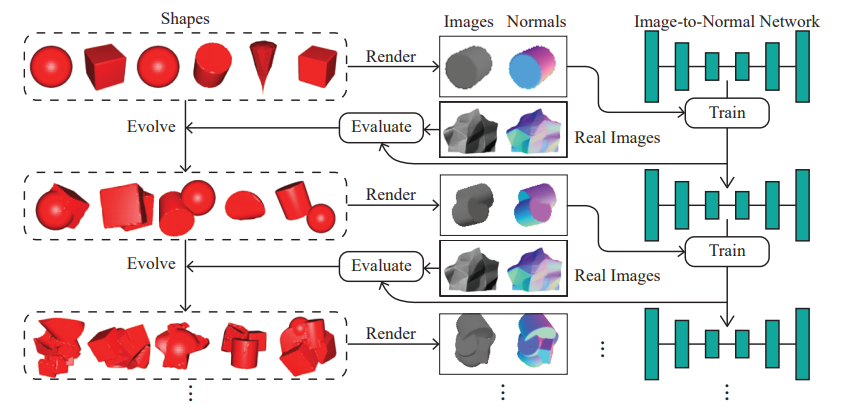 Shapes
Images Normals
Image-to-Normal Network
Render
Train
Evolve
Evaluate
Real Images
Render
Train
Evolve
Evaluate
Real Images
Render